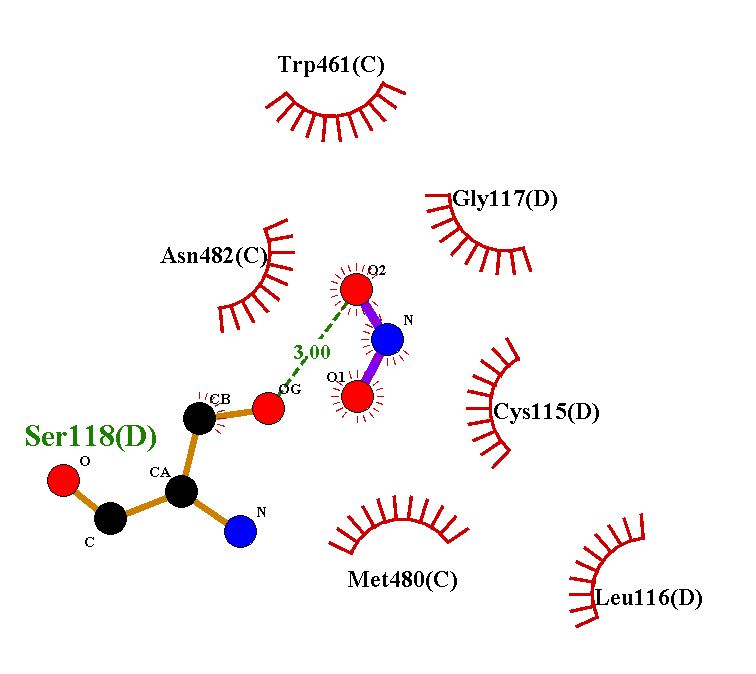 Trp461(C)
Gly117(D)
Asn482(C)
O2
N
3.00
O1
OG
CB
Cys115(D)
Ser118(D)
O
CA
N
C
Met480(C)
Leu116(D)